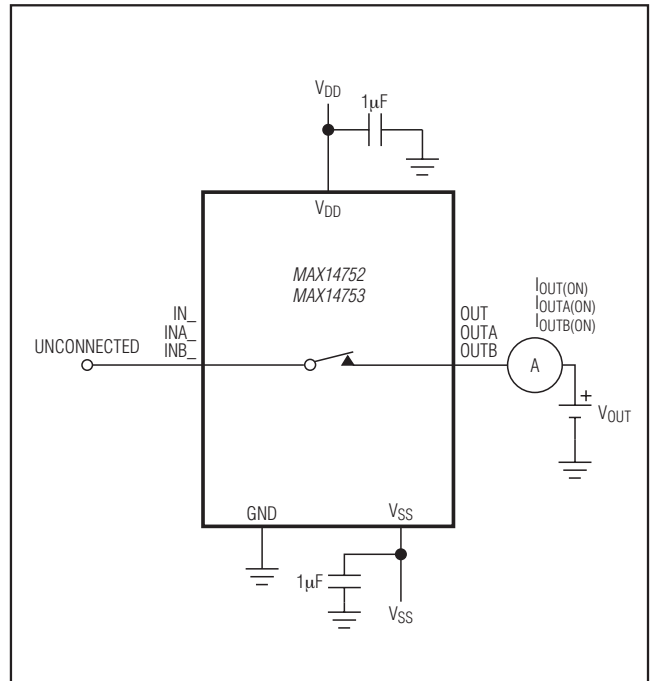 VDD
1µF
VDD
MAX14752
MAX14753
IN_
INA_
INB_
UNCONNECTED
OUT
OUTA
OUTB
IOUT(ON)
IOUTA(ON)
IOUTB(ON)
A
+
VOUT
GND
VSS
1µF
VSS